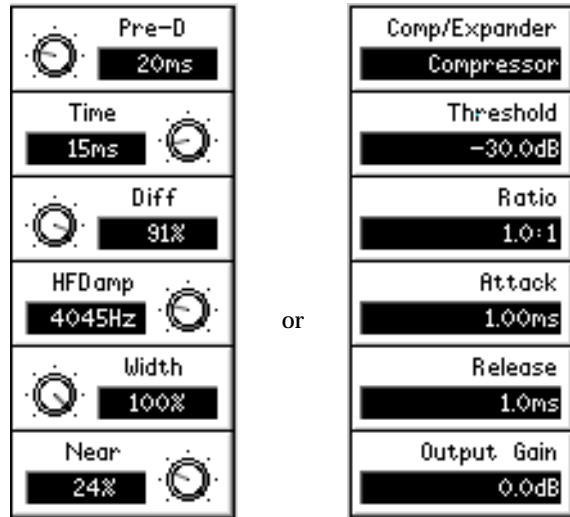 Pre-D
20ms
Time
15ms
Diff
91%
HFDamp
4045Hz
Width
100%
Near
24%
or
Comp/Expander
Compressor
Threshold
-30.0dB
Ratio
1.0:1
Attack
1.00ms
Release
1.0ms
Output Gain
0.0dB